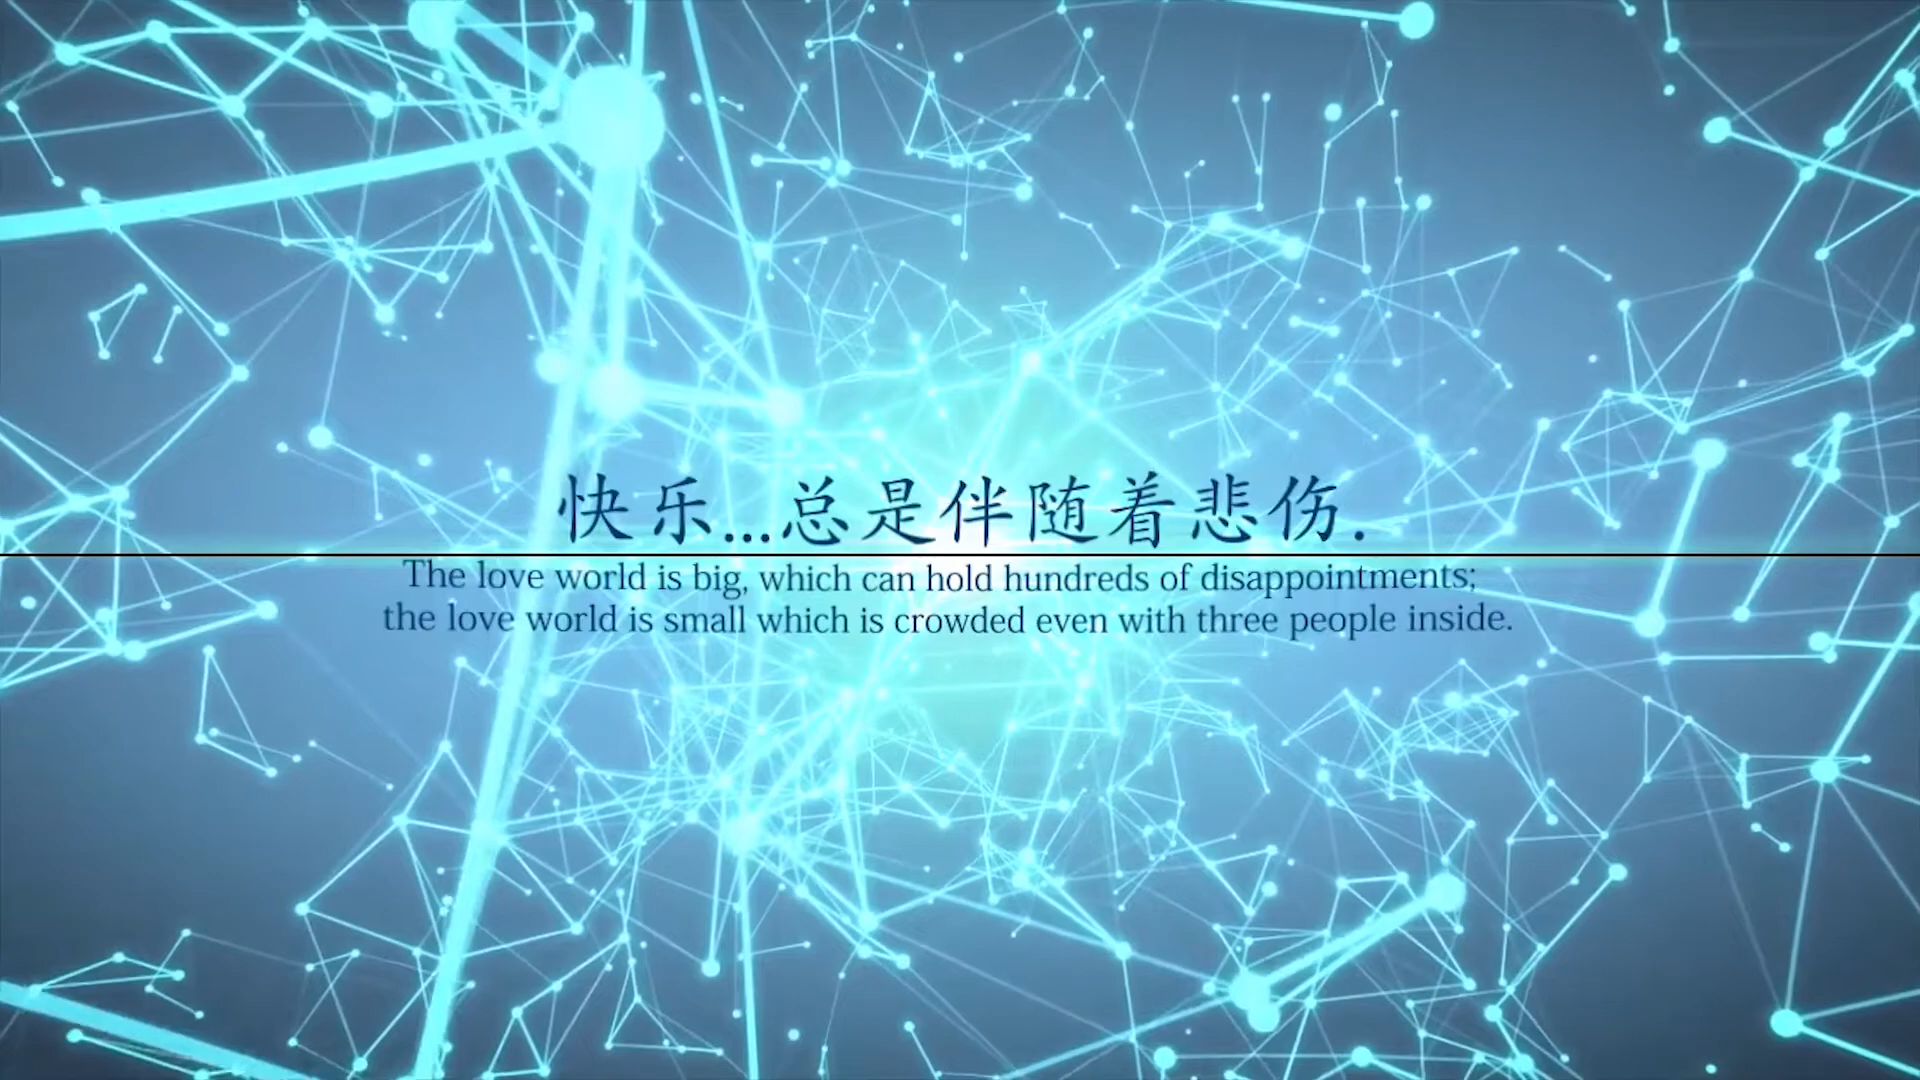 快乐...总是伴随着悲伤.
The love world is big, which can hold hundreds of disappointments;
the love world is small which is crowded even with three people inside.